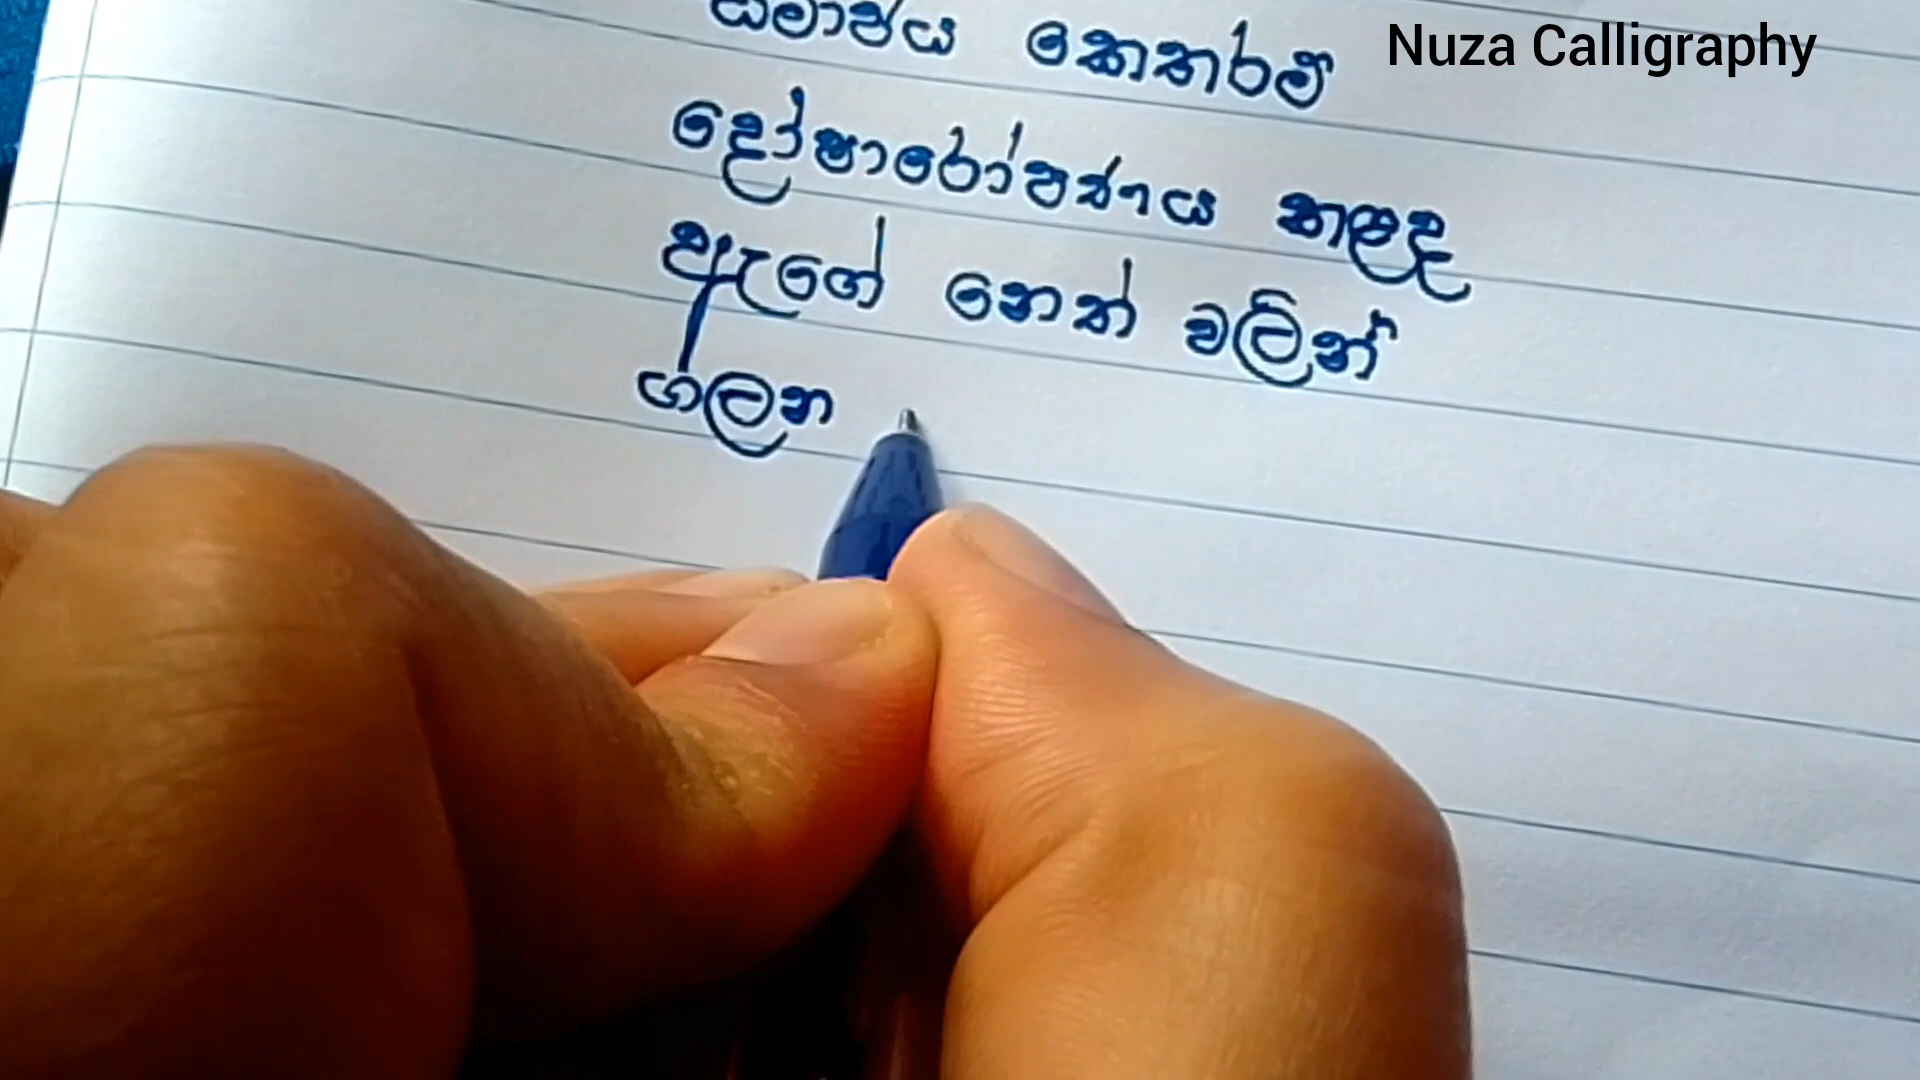 සමාජය කෙතරම්
Nuza Calligraphy
දෝෂාරෝපණය කළද
ඇගේ නෙත් වලින්
ගලන